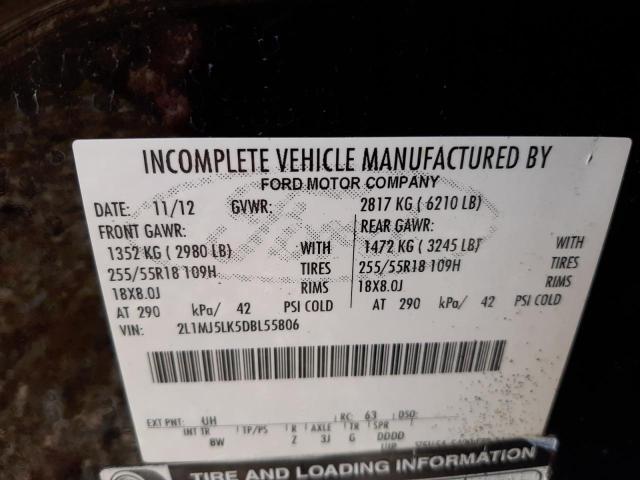 INCOMPLETE VEHICLE MANUFACTURED BY
FORD MOTOR COMPANY
DATE: 11/12 GVWR: 2817 KG ( 6210 LB)
FRONT GAWR: REAR GAWR:
1352 KG ( 2980 LB) WITH 1472 KG ( 3245 LB) WITH
255/55R18 109H TIRES 255/55R18 109H TIRES
18X8.0J RIMS 18X8.0J RIMS
AT 290 kPa/ 42 PSI COLD AT 290 kPa/ 42 PSI COLD
VIN: 2L1MJ5LK5DBL55806
EXT PNT: UH RC: 63 DSO:
INT TR TP/PS R AXLE TR SPR
BW Z 3J G DDDD
TIRE AND LOADING INFORMATION